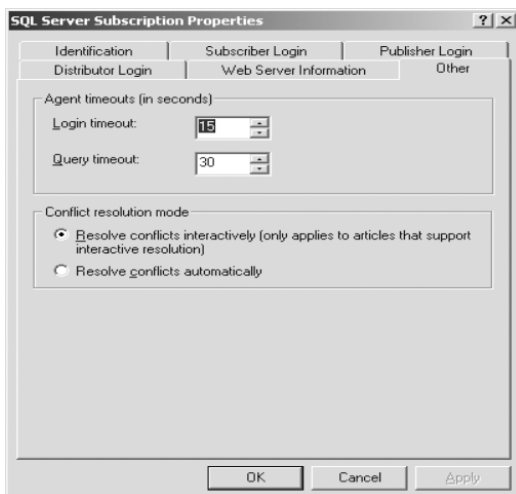 SQL Server Subscription Properties
? X
Identification
Subscriber Login
Publisher Login
Distributor Login
Web Server Information
Other
Agent timeouts (in seconds)
Login timeout:
15
Query timeout:
30
Conflict resolution mode
Resolve conflicts interactively (only applies to articles that support
interactive resolution)
Resolve conflicts automatically
OK
Cancel
Apply